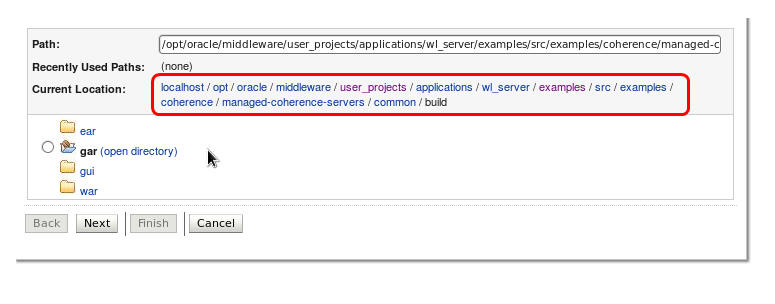 Path: /opt/oracle/middleware/user_projects/applications/wl_server/examples/src/examples/coherence/managed-c
Recently Used Paths: (none)
Current Location: localhost / opt / oracle / middleware / user_projects / applications / wl_server / examples / src / examples /
coherence / managed-coherence-servers / common / build
ear
gar (open directory)
gui
war
Back Next Finish Cancel